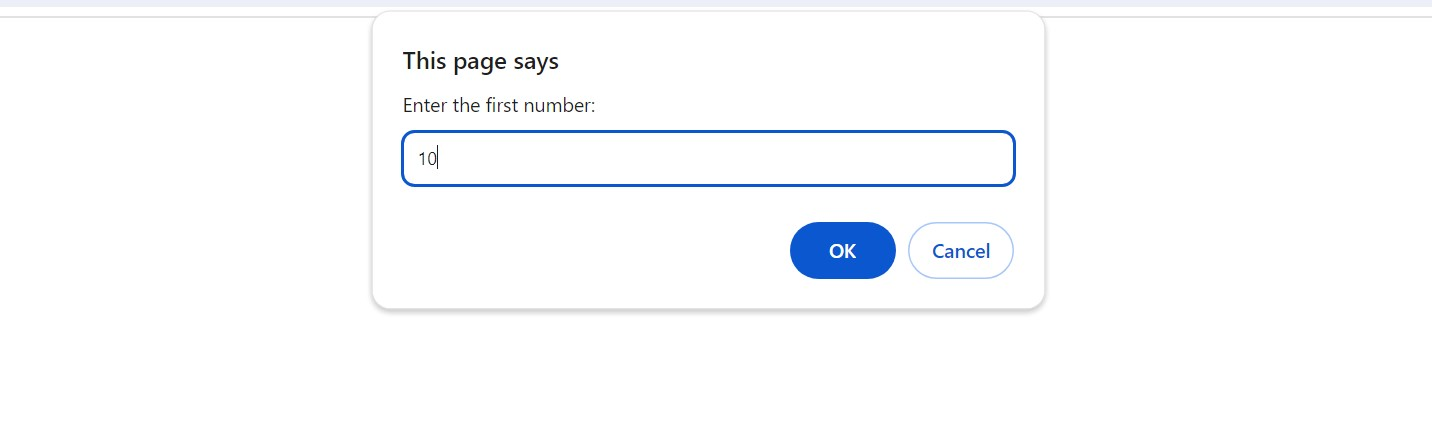 This page says
Enter the first number:
10
OK
Cancel